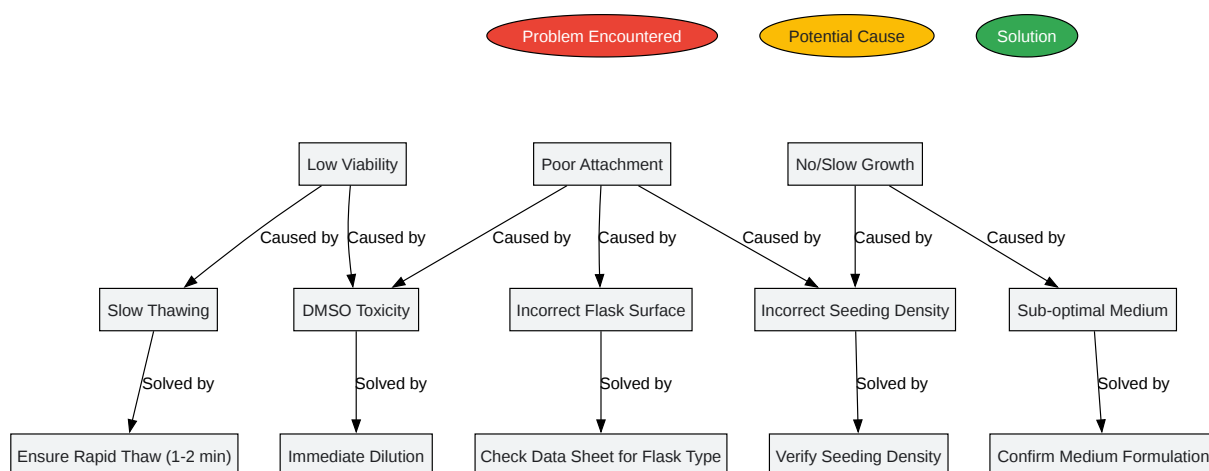 Problem Encountered
Potential Cause
Solution
Low Viability
Poor Attachment
No/Slow Growth
Caused by
Caused by
Caused by
Caused by
Caused by
Caused by
Caused by
Slow Thawing
DMSO Toxicity
Incorrect Flask Surface
Incorrect Seeding Density
Sub-optimal Medium
Solved by
Solved by
Solved by
Solved by
Solved by
Ensure Rapid Thaw (1-2 min)
Immediate Dilution
Check Data Sheet for Flask Type
Verify Seeding Density
Confirm Medium Formulation